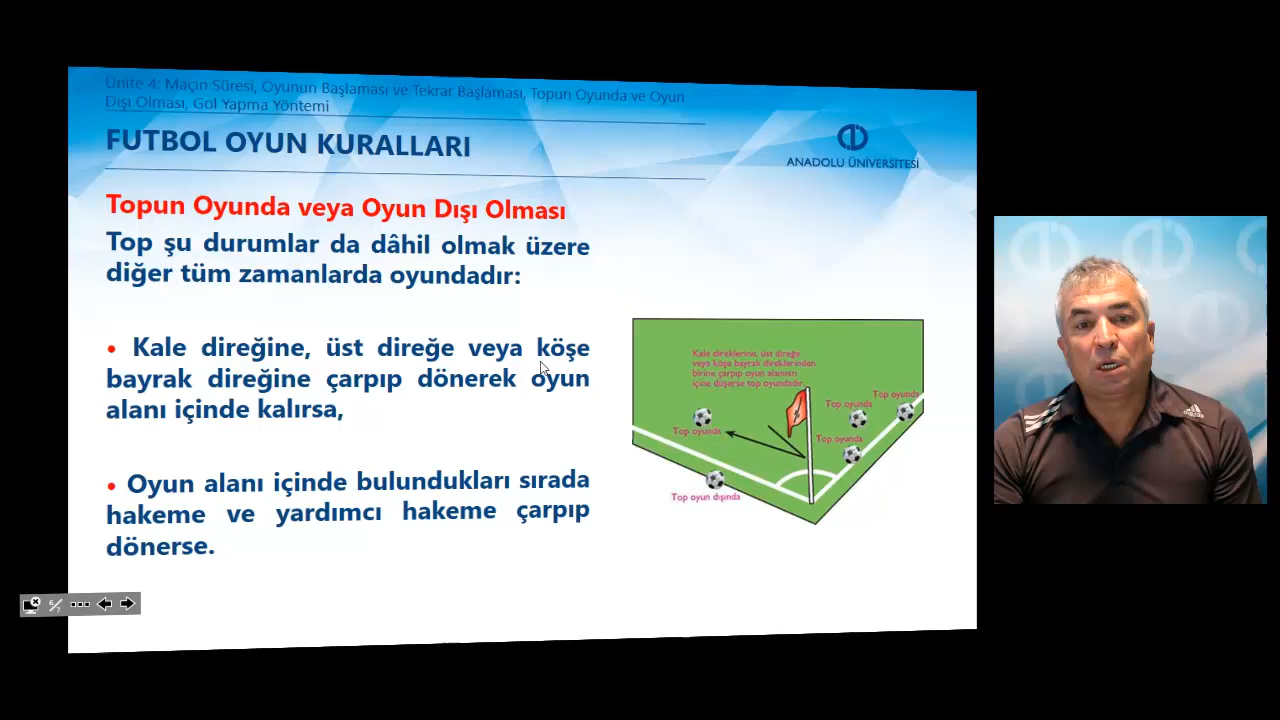 Ünite 4: Maçın Süresi, Oyunun Başlaması ve Tekrar Başlaması, Topun Oyunda ve Oyun
Dışı Olması, Gol Yapma Yöntemi
FUTBOL OYUN KURALLARI
ANADOLU ÜNİVERSİTESİ
Topun Oyunda veya Oyun Dışı Olması
Top şu durumlar da dâhil olmak üzere
diğer tüm zamanlarda oyundadır:
• Kale direğine, üst direğe veya köşe
bayrak direğine çarpıp dönerek oyun
alanı içinde kalırsa,
• Oyun alanı içinde bulundukları sırada
hakeme ve yardımcı hakeme çarpıp
dönerse.
Kale direklerine, üst direğe
veya köşe bayrak direklerinden
birine çarpıp oyun alanının
içine düşerse top oyundadır.
Top oyunda
Top oyunda
Top oyunda
Top oyunda
Top oyun dışında
adidas
6/7